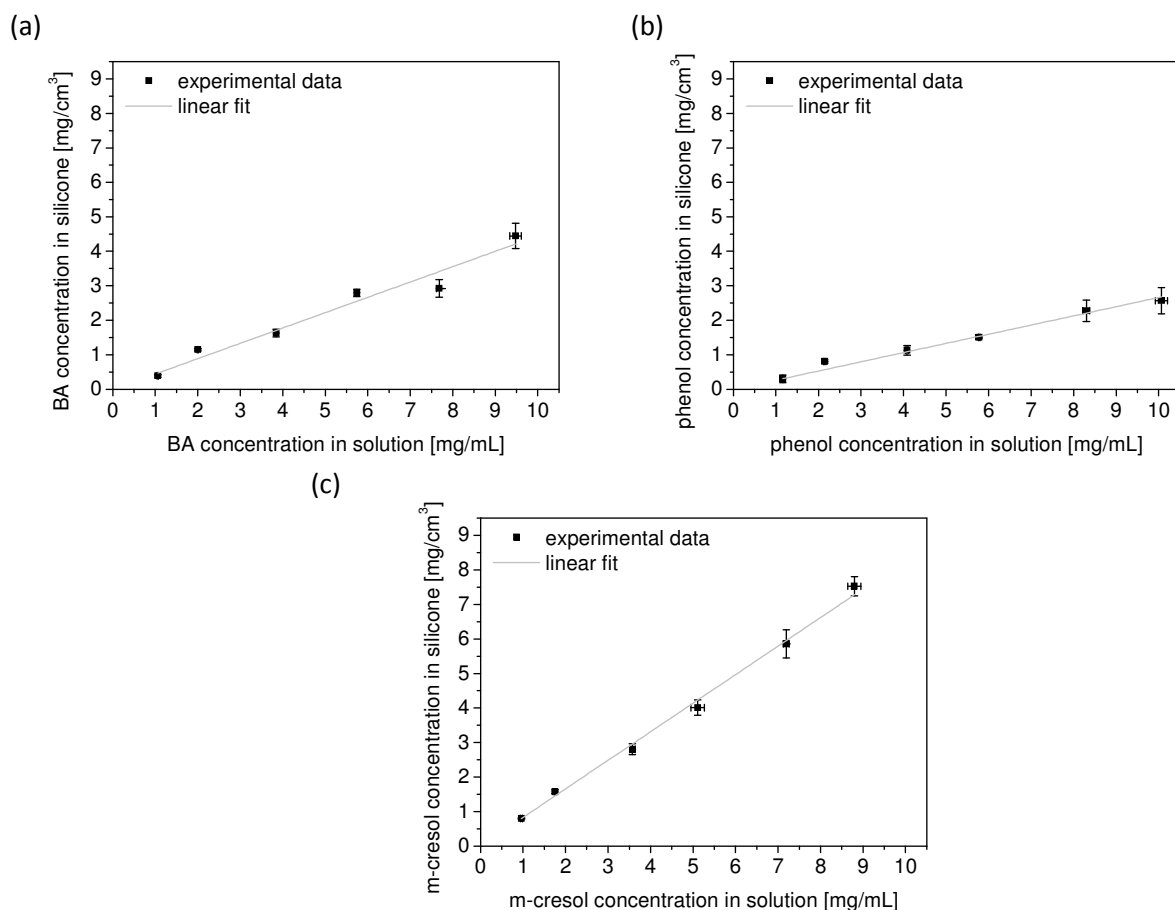 (a)
BA concentration in silicone [mg/cm³]
9
8
7
6
5
4
3
2
1
0
experimental data
linear fit
0 1 2 3 4 5 6 7 8 9 10
BA concentration in solution [mg/mL]
(b)
phenol concentration in silicone [mg/cm³]
9
8
7
6
5
4
3
2
1
0
experimental data
linear fit
0 1 2 3 4 5 6 7 8 9 10
phenol concentration in solution [mg/mL]
(c)
m-cresol concentration in silicone [mg/cm³]
9
8
7
6
5
4
3
2
1
0
experimental data
linear fit
0 1 2 3 4 5 6 7 8 9 10
m-cresol concentration in solution [mg/mL]